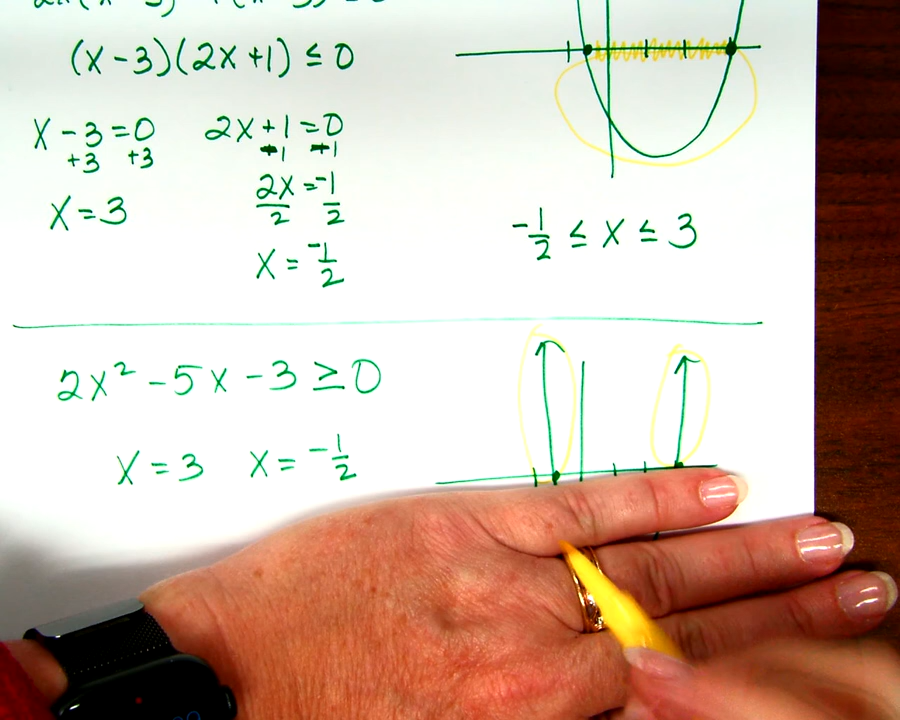 (x-3)(2x+1) ≤ 0
x-3=0
+3 +3
x=3
2x+1=0
-1 -1
2x=-1
2 2
x=-1/2
-1/2 ≤ x ≤ 3
2x²-5x-3 ≥ 0
x=3 x=-1/2